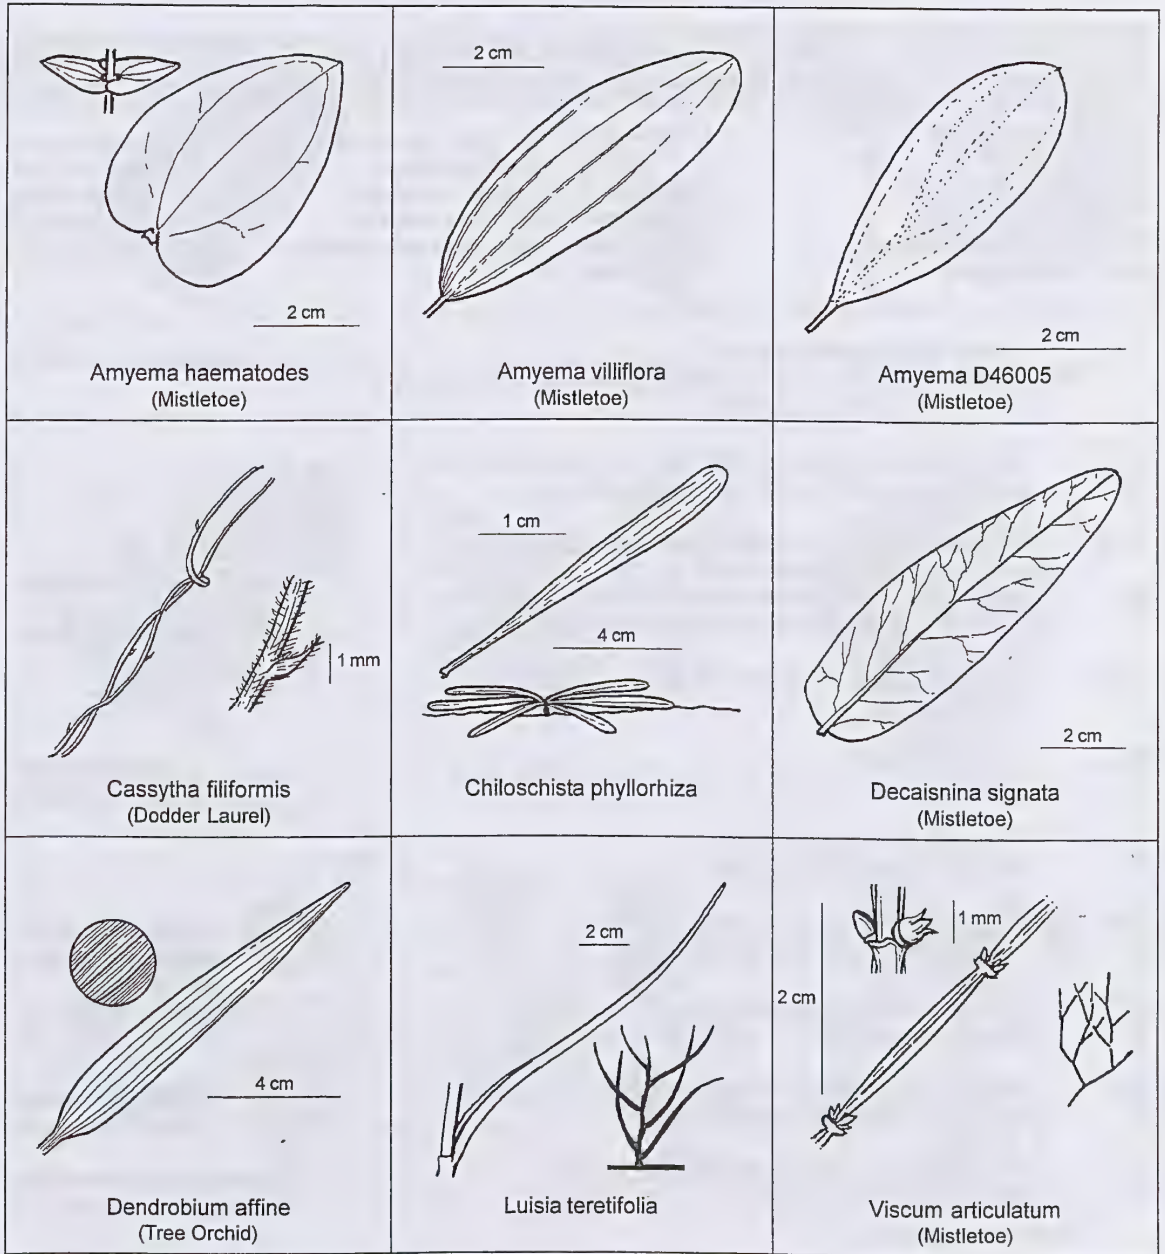 2 cm
Amyema haematodes
(Mistletoe)
2 cm
Amyema villiflora
(Mistletoe)
2 cm
Amyema D46005
(Mistletoe)
1 mm
Cassytha filiformis
(Dodder Laurel)
1 cm
4 cm
Chiloschista phyllorhiza
2 cm
Decaisnina signata
(Mistletoe)
4 cm
Dendrobium affine
(Tree Orchid)
2 cm
Luisia teretifolia
1 mm
2 cm
Viscum articulatum
(Mistletoe)